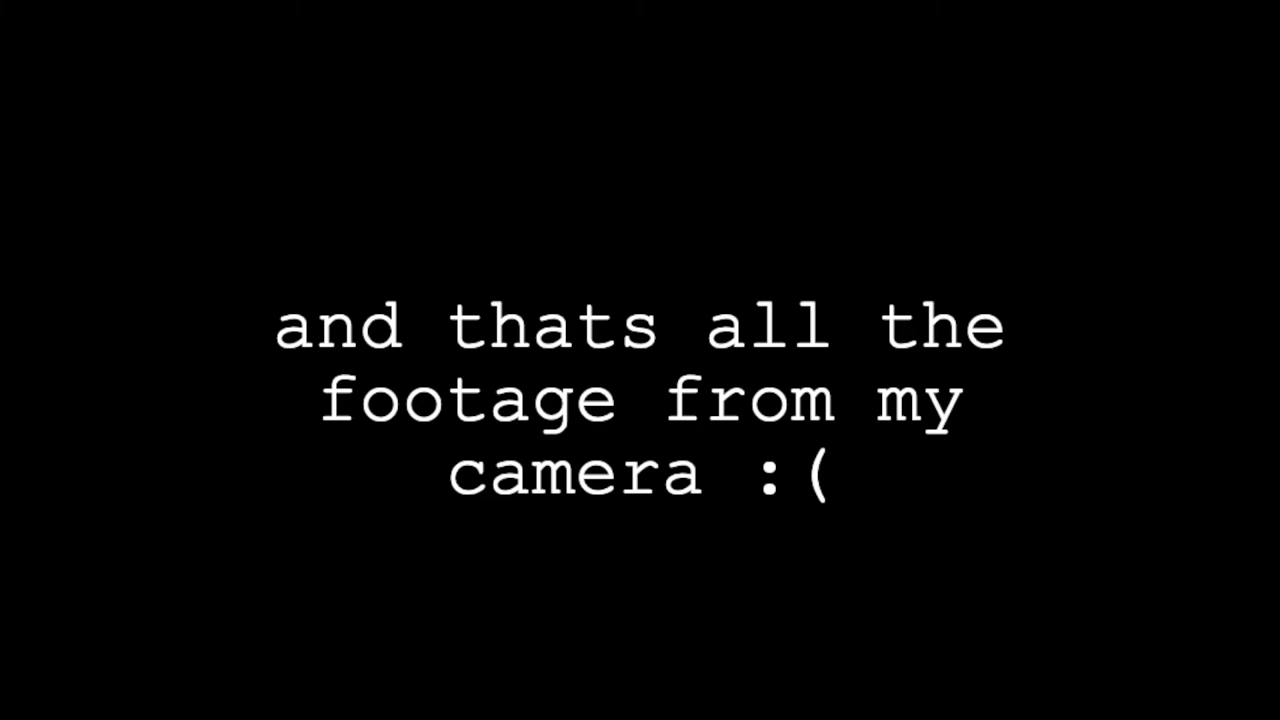 and thats all the
footage from my
camera :(